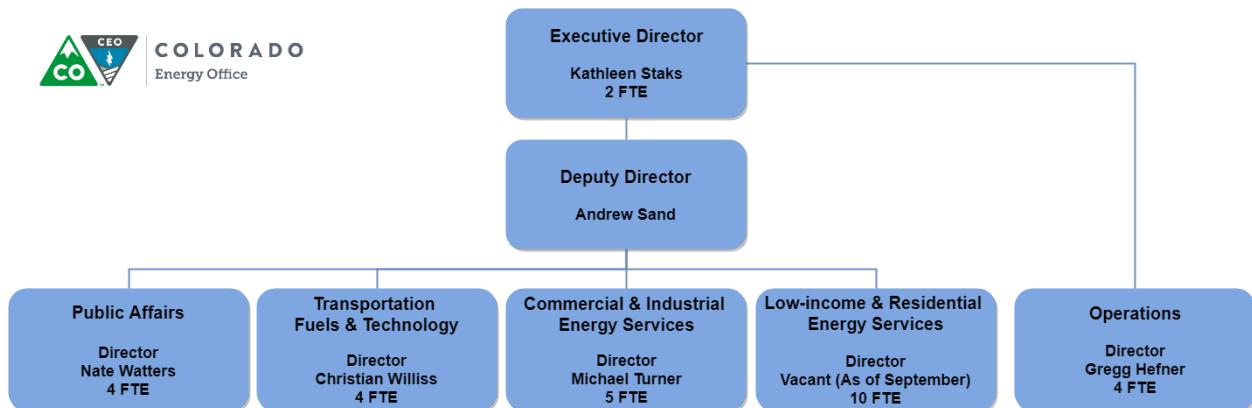 CO
CEO
COLORADO
Energy Office
Executive Director
Kathleen Staks
2 FTE
Deputy Director
Andrew Sand
Public Affairs
Director
Nate Watters
4 FTE
Transportation
Fuels & Technology
Director
Christian Williss
4 FTE
Commercial & Industrial
Energy Services
Director
Michael Turner
5 FTE
Low-income & Residential
Energy Services
Director
Vacant (As of September)
10 FTE
Operations
Director
Gregg Hefner
4 FTE